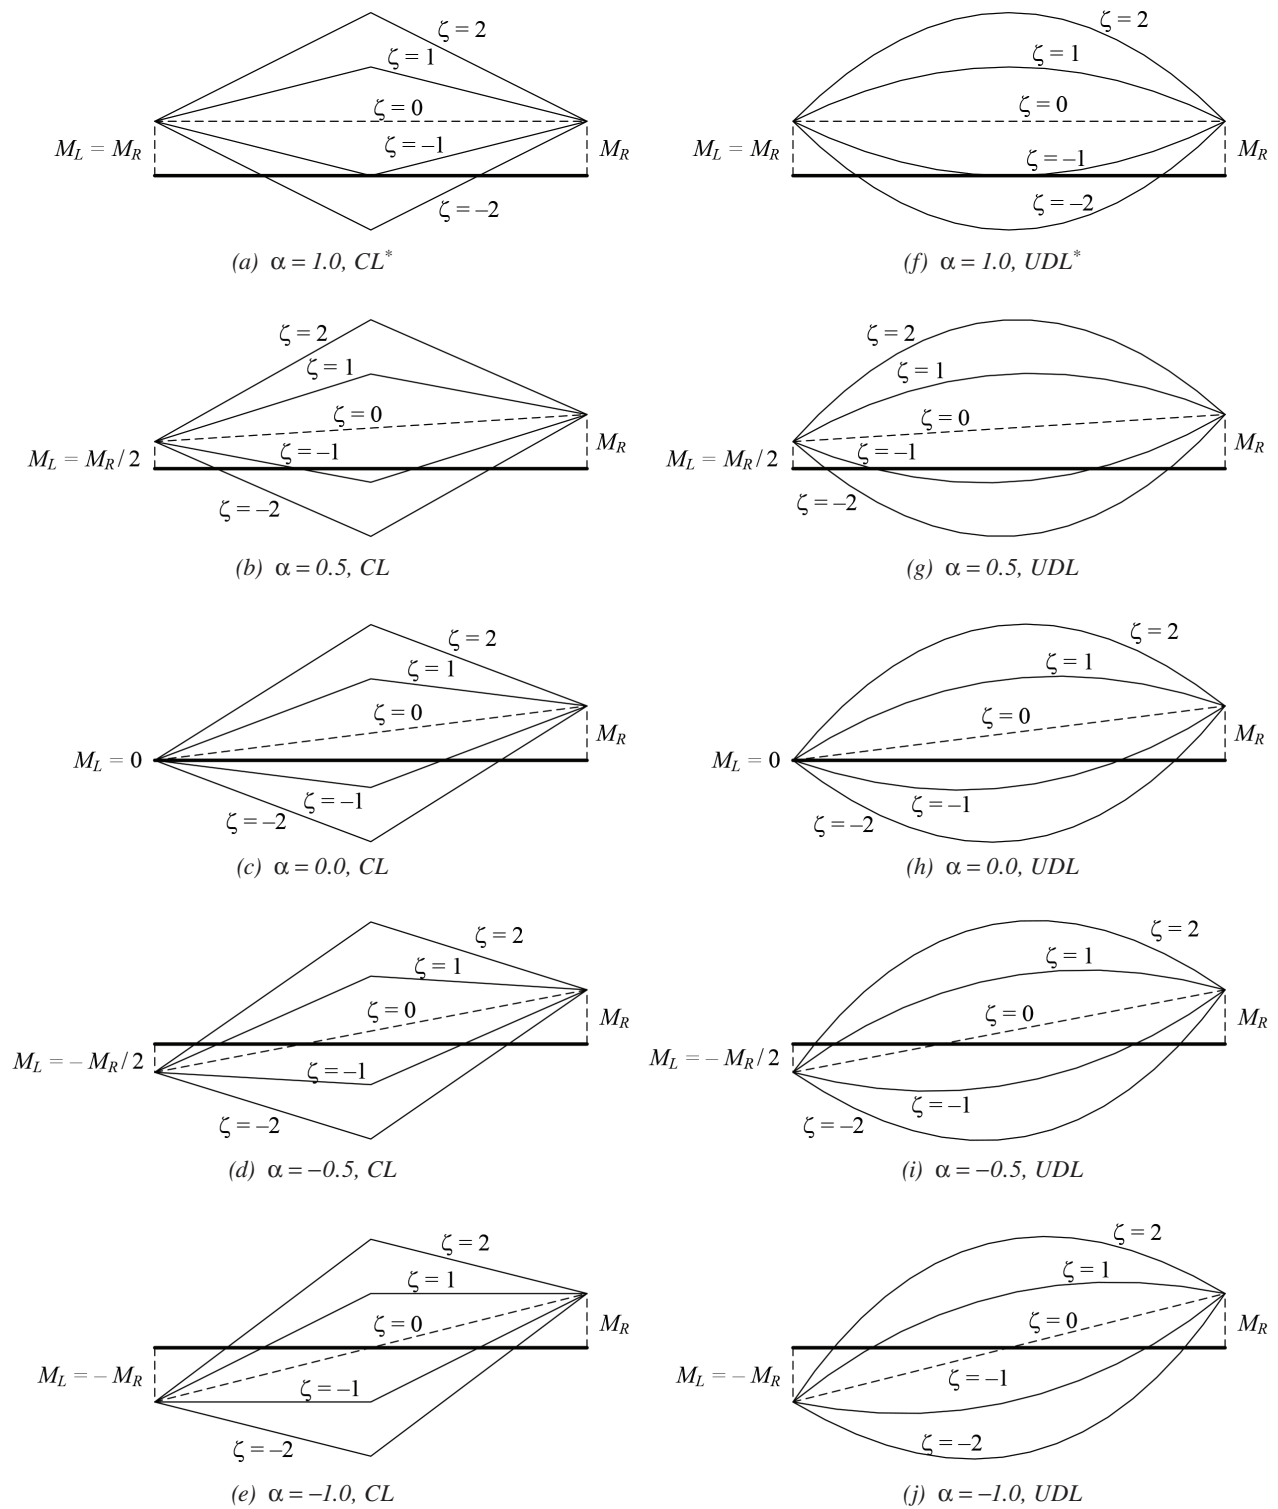 ζ = 2
ζ = 1
ζ = 0
M_L = M_R
ζ = –1
M_R
ζ = –2
(a) α = 1.0, CL*
ζ = 2
ζ = 1
ζ = 0
M_L = M_R
ζ = –1
M_R
ζ = –2
(f) α = 1.0, UDL*
ζ = 2
ζ = 1
ζ = 0
M_L = M_R/2
ζ = –1
M_R
ζ = –2
(b) α = 0.5, CL
ζ = 2
ζ = 1
ζ = 0
M_L = M_R/2
ζ = –1
M_R
ζ = –2
(g) α = 0.5, UDL
ζ = 2
ζ = 1
ζ = 0
M_R
M_L = 0
ζ = –1
ζ = –2
(c) α = 0.0, CL
ζ = 2
ζ = 1
ζ = 0
M_R
M_L = 0
ζ = –1
ζ = –2
(h) α = 0.0, UDL
ζ = 2
ζ = 1
ζ = 0
M_R
M_L = – M_R/2
ζ = –1
ζ = –2
(d) α = –0.5, CL
ζ = 2
ζ = 1
ζ = 0
M_R
M_L = – M_R/2
ζ = –1
ζ = –2
(i) α = –0.5, UDL
ζ = 2
ζ = 1
ζ = 0
M_R
M_L = – M_R
ζ = –1
ζ = –2
(e) α = –1.0, CL
ζ = 2
ζ = 1
ζ = 0
M_R
M_L = – M_R
ζ = –1
ζ = –2
(j) α = –1.0, UDL